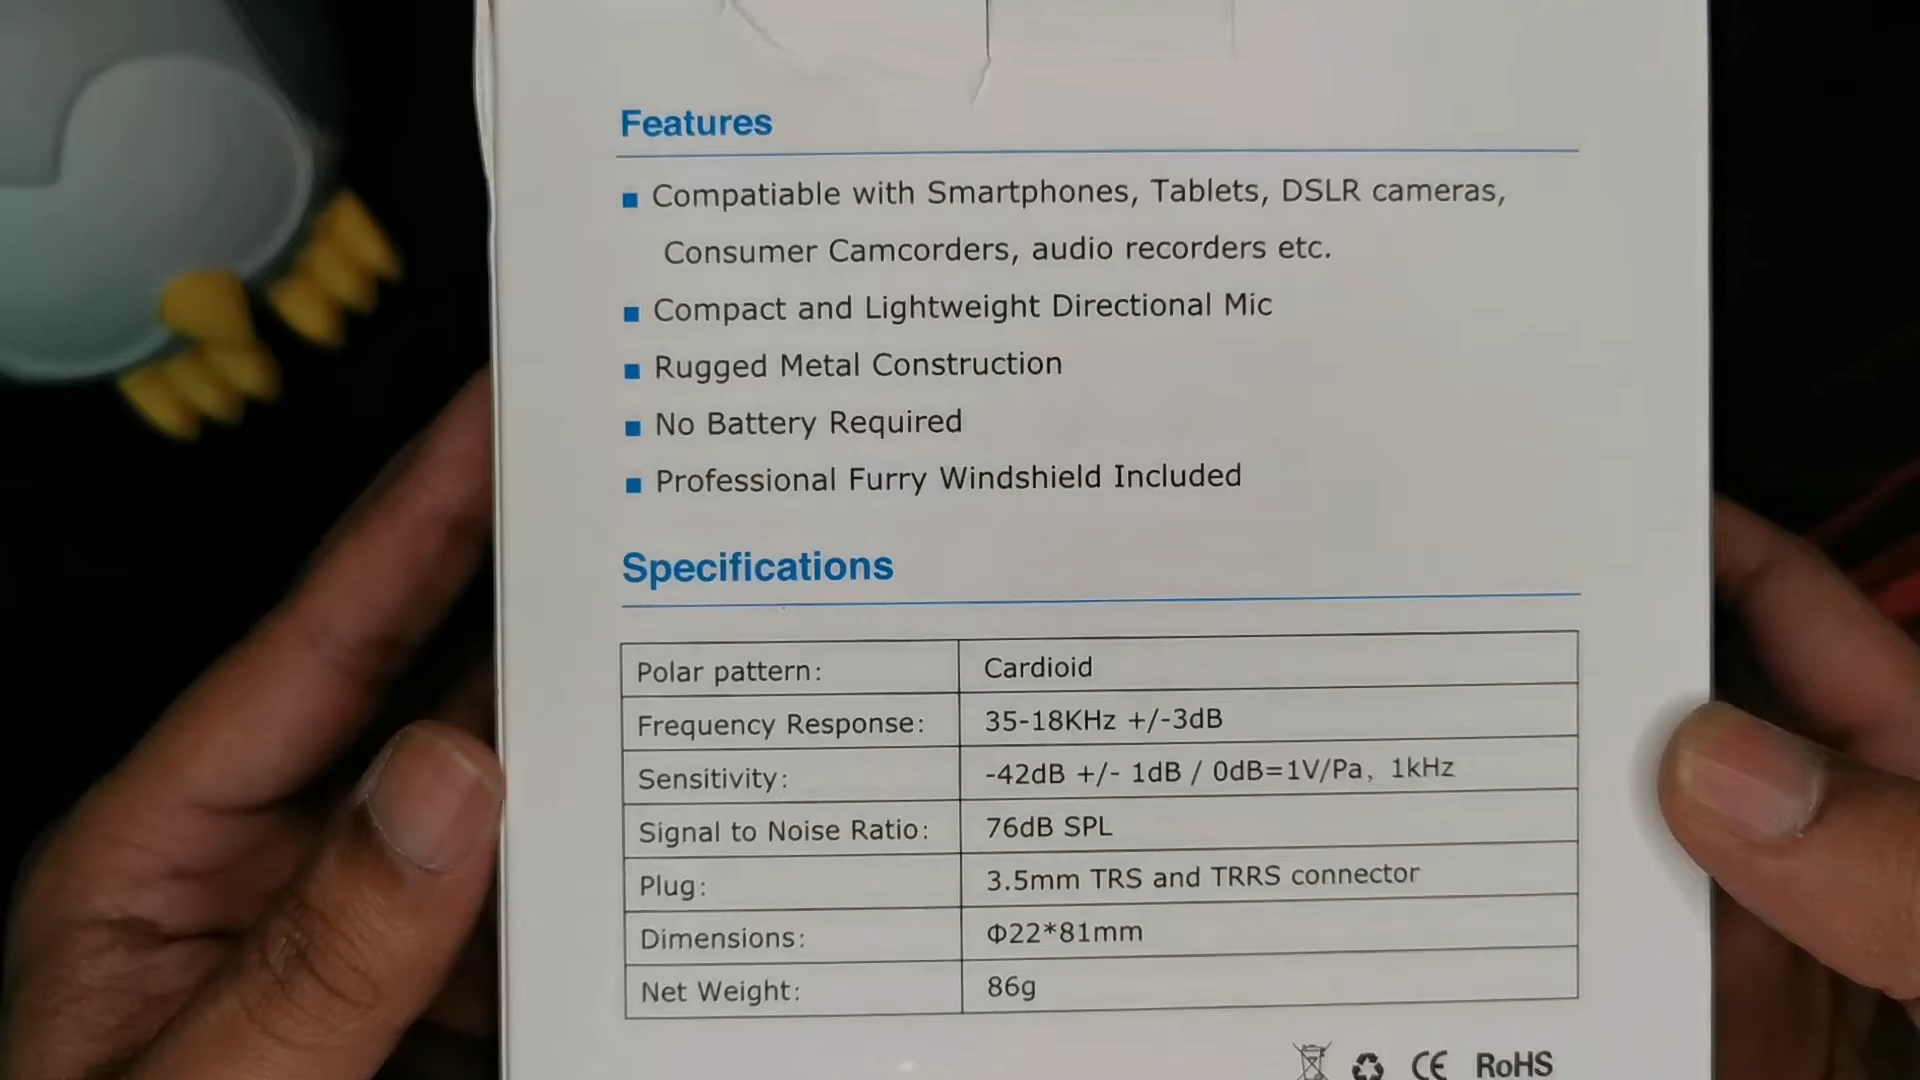 Features
■ Compatiable with Smartphones, Tablets, DSLR cameras,
Consumer Camcorders, audio recorders etc.
■ Compact and Lightweight Directional Mic
■ Rugged Metal Construction
■ No Battery Required
■ Professional Furry Windshield Included
Specifications
Polar pattern: Cardioid
Frequency Response: 35-18KHz +/-3dB
Sensitivity: -42dB +/- 1dB / 0dB=1V/Pa, 1kHz
Signal to Noise Ratio: 76dB SPL
Plug: 3.5mm TRS and TRRS connector
Dimensions: Φ22*81mm
Net Weight: 86g
CE RoHS